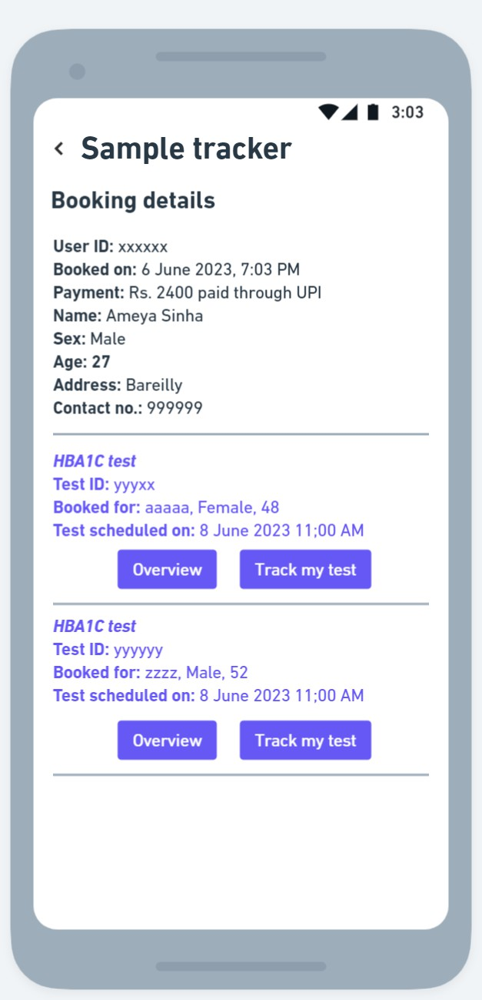 3:03
Sample tracker
Booking details
User ID: xxxxxx
Booked on: 6 June 2023, 7:03 PM
Payment: Rs. 2400 paid through UPI
Name: Ameya Sinha
Sex: Male
Age: 27
Address: Bareilly
Contact no.: 999999
HBA1C test
Test ID: yyyxx
Booked for: aaaaa, Female, 48
Test scheduled on: 8 June 2023 11;00 AM
Overview Track my test
HBA1C test
Test ID: yyyyyy
Booked for: zzzz, Male, 52
Test scheduled on: 8 June 2023 11;00 AM
Overview Track my test